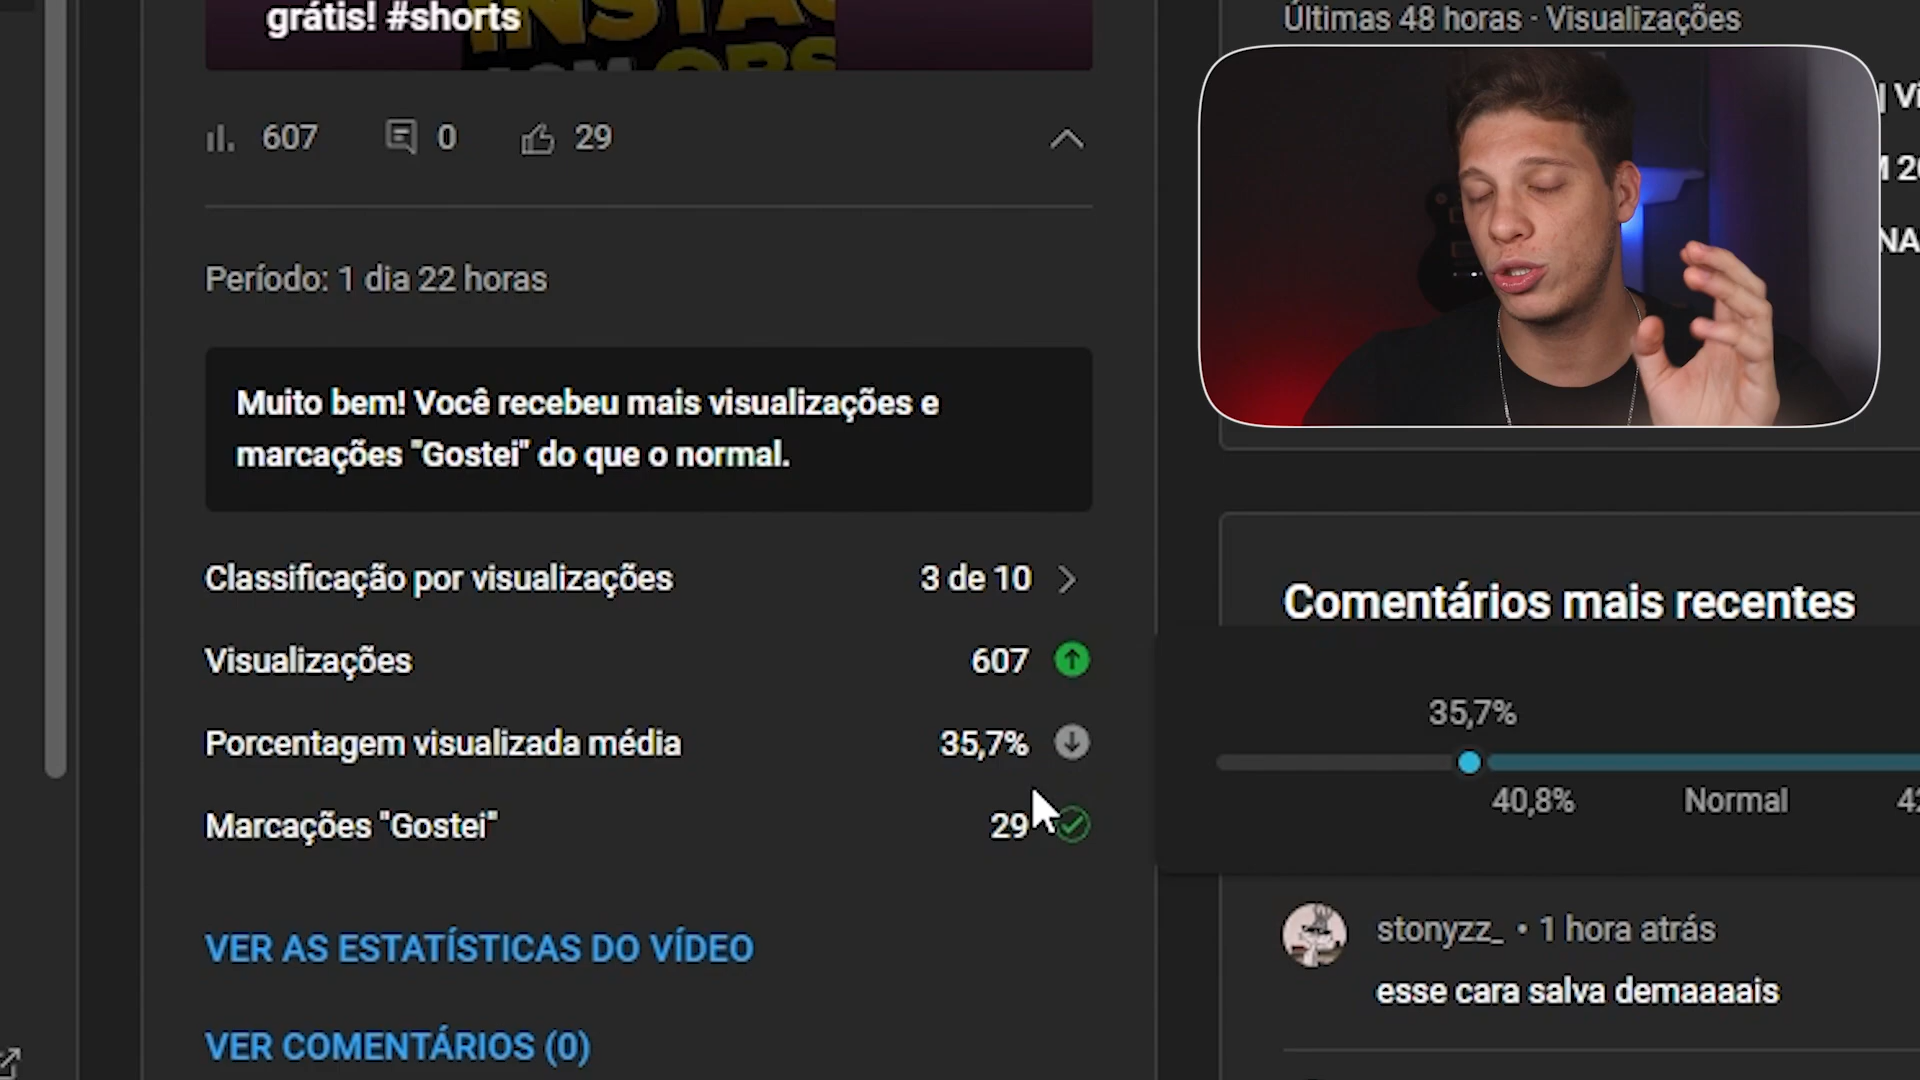 grátis! #shorts
INSTAG
COM OBS
607 0 29
Período: 1 dia 22 horas
Muito bem! Você recebeu mais visualizações e
marcações "Gostei" do que o normal.
Classificação por visualizações 3 de 10
Visualizações 607
Porcentagem visualizada média 35,7%
Marcações "Gostei" 29
VER AS ESTATÍSTICAS DO VÍDEO
VER COMENTÁRIOS (0)
Últimas 48 horas · Visualizações
Comentários mais recentes
35,7%
40,8% Normal
stonyzz_ • 1 hora atrás
esse cara salva demaaaais